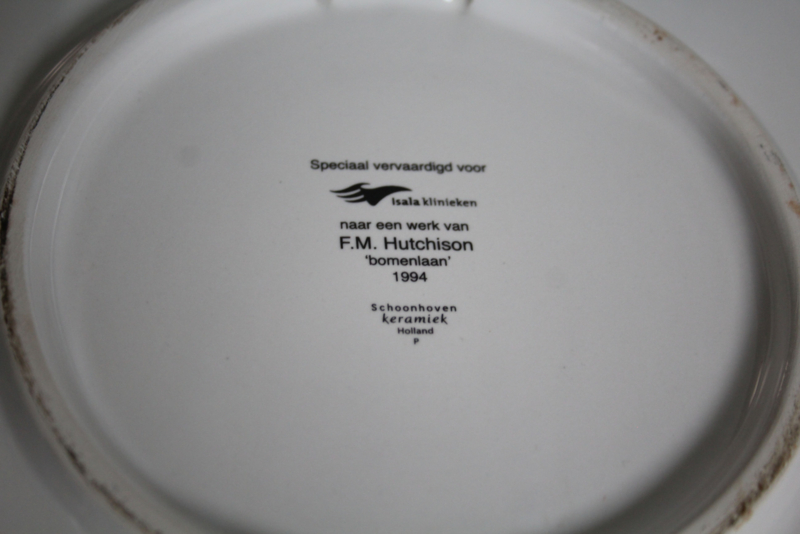 Speciaal vervaardigd voor
Isala klinieken
naar een werk van
F.M. Hutchison
'bomenlaan'
1994
Schoonhoven
keramiek
Holland
P